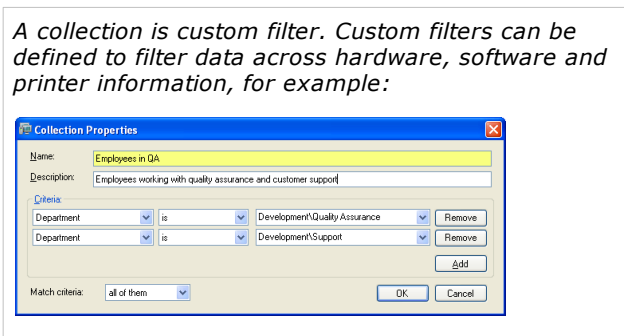 A collection is custom filter. Custom filters can be
defined to filter data across hardware, software and
printer information, for example:
Collection Properties
Name: Employees in QA
Description: Employees working with quality assurance and customer support
Criteria:
Department is Development\Quality Assurance Remove
Department is Development\Support Remove
Add
Match criteria: all of them OK Cancel